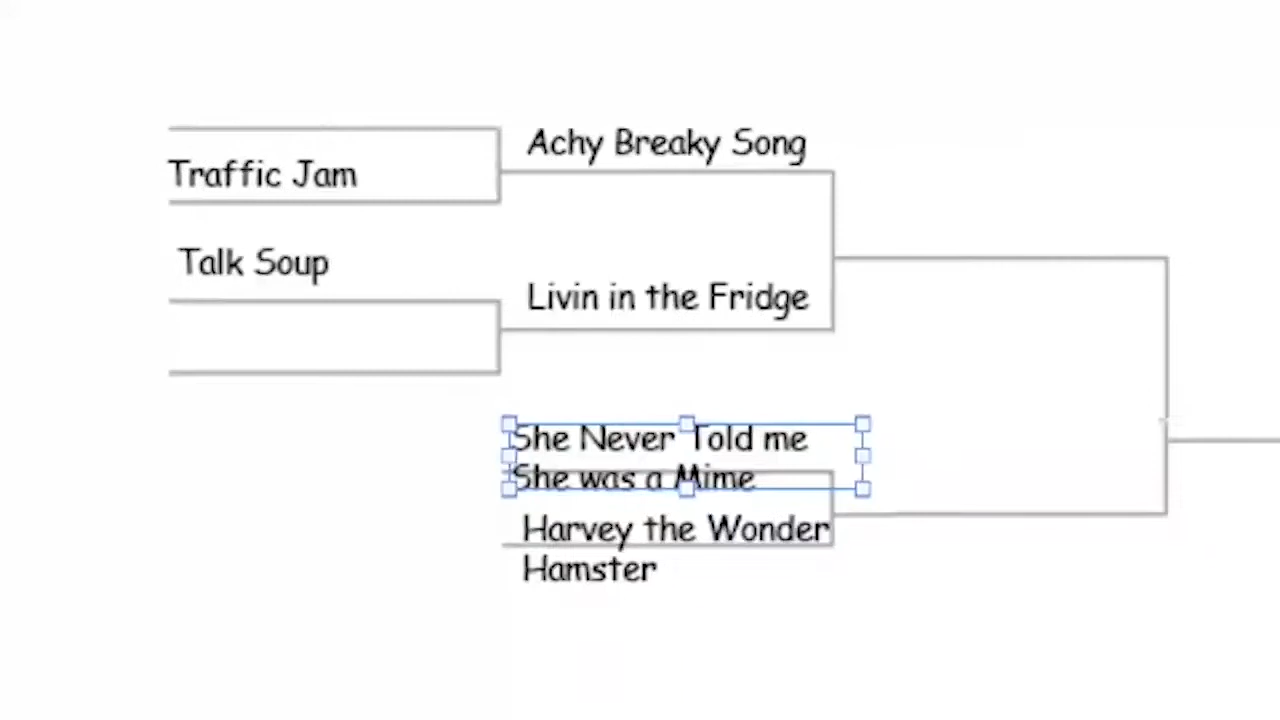 Achy Breaky Song
Traffic Jam
Talk Soup
Livin in the Fridge
She Never Told me
She was a Mime
Harvey the Wonder
Hamster